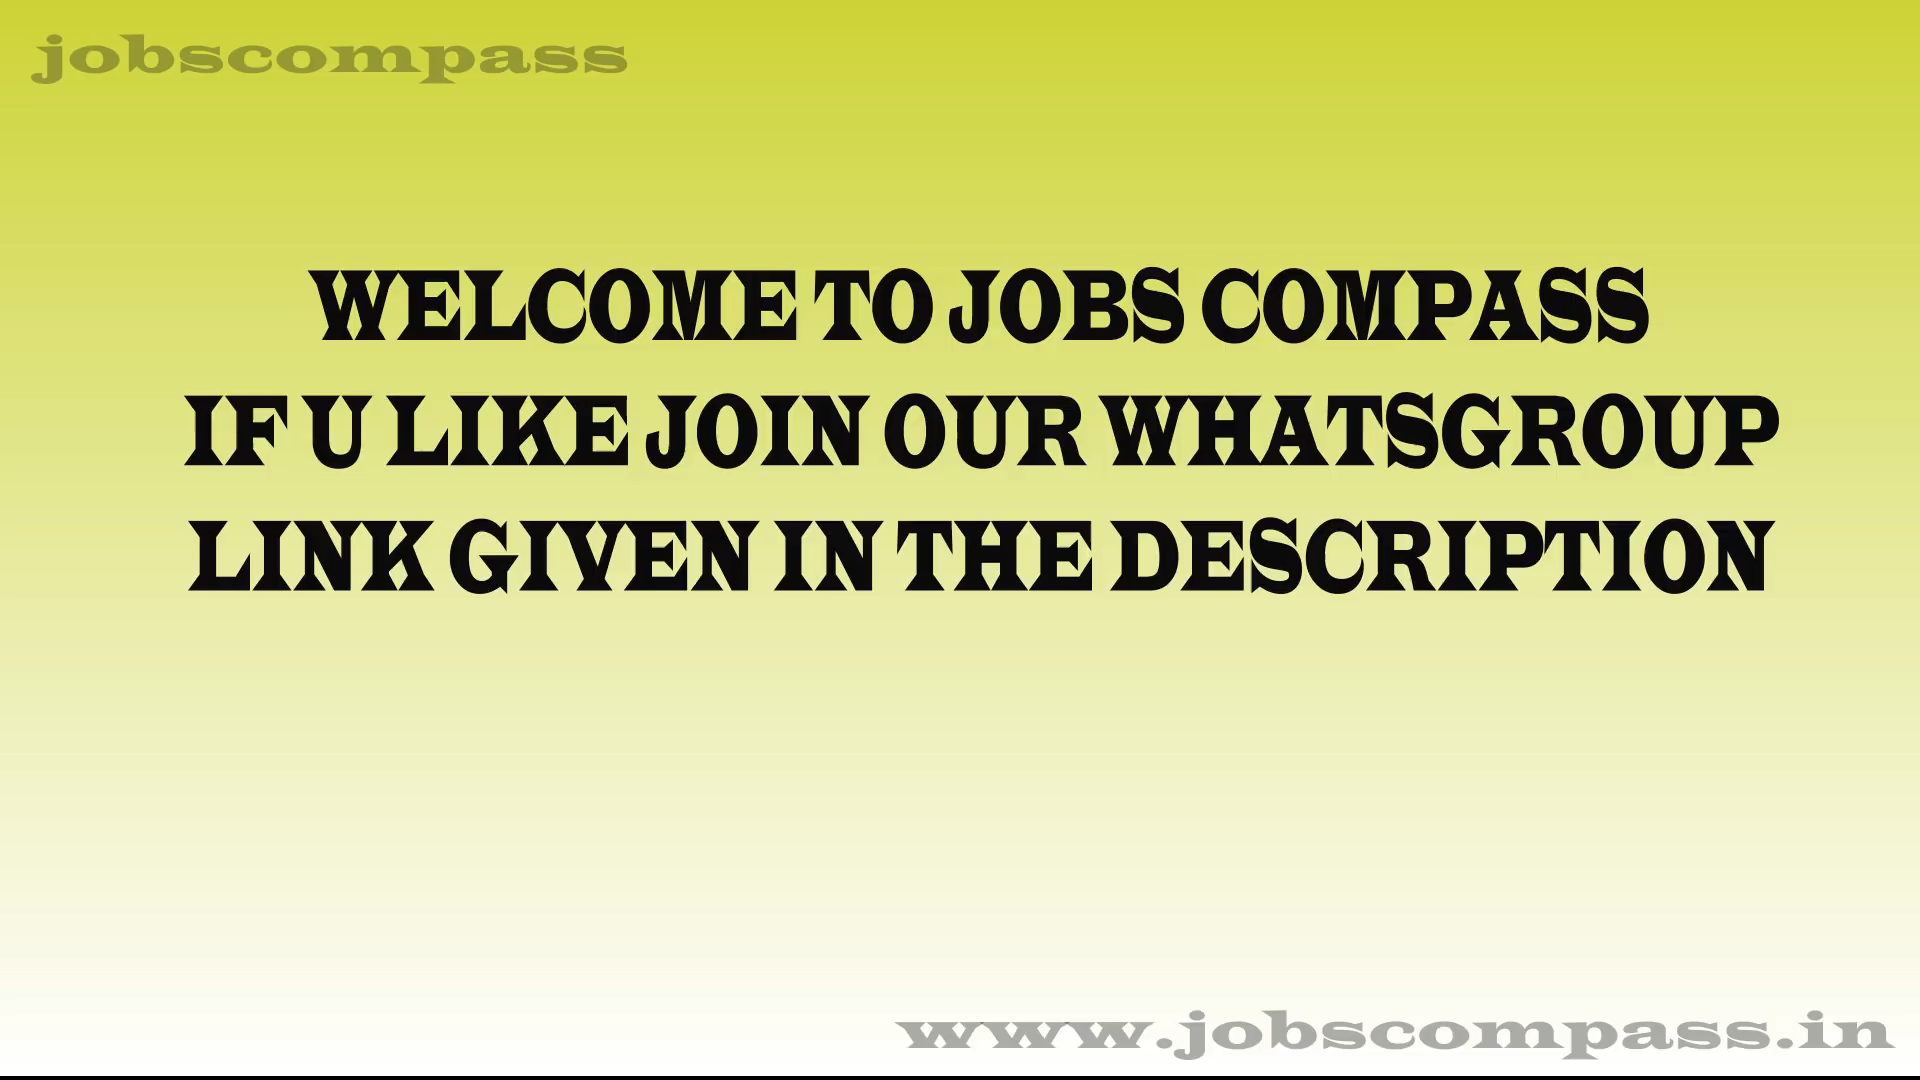 jobscompass
WELCOME TO JOBS COMPASS
IF U LIKE JOIN OUR WHATSGROUP
LINK GIVEN IN THE DESCRIPTION
www.jobscompass.in